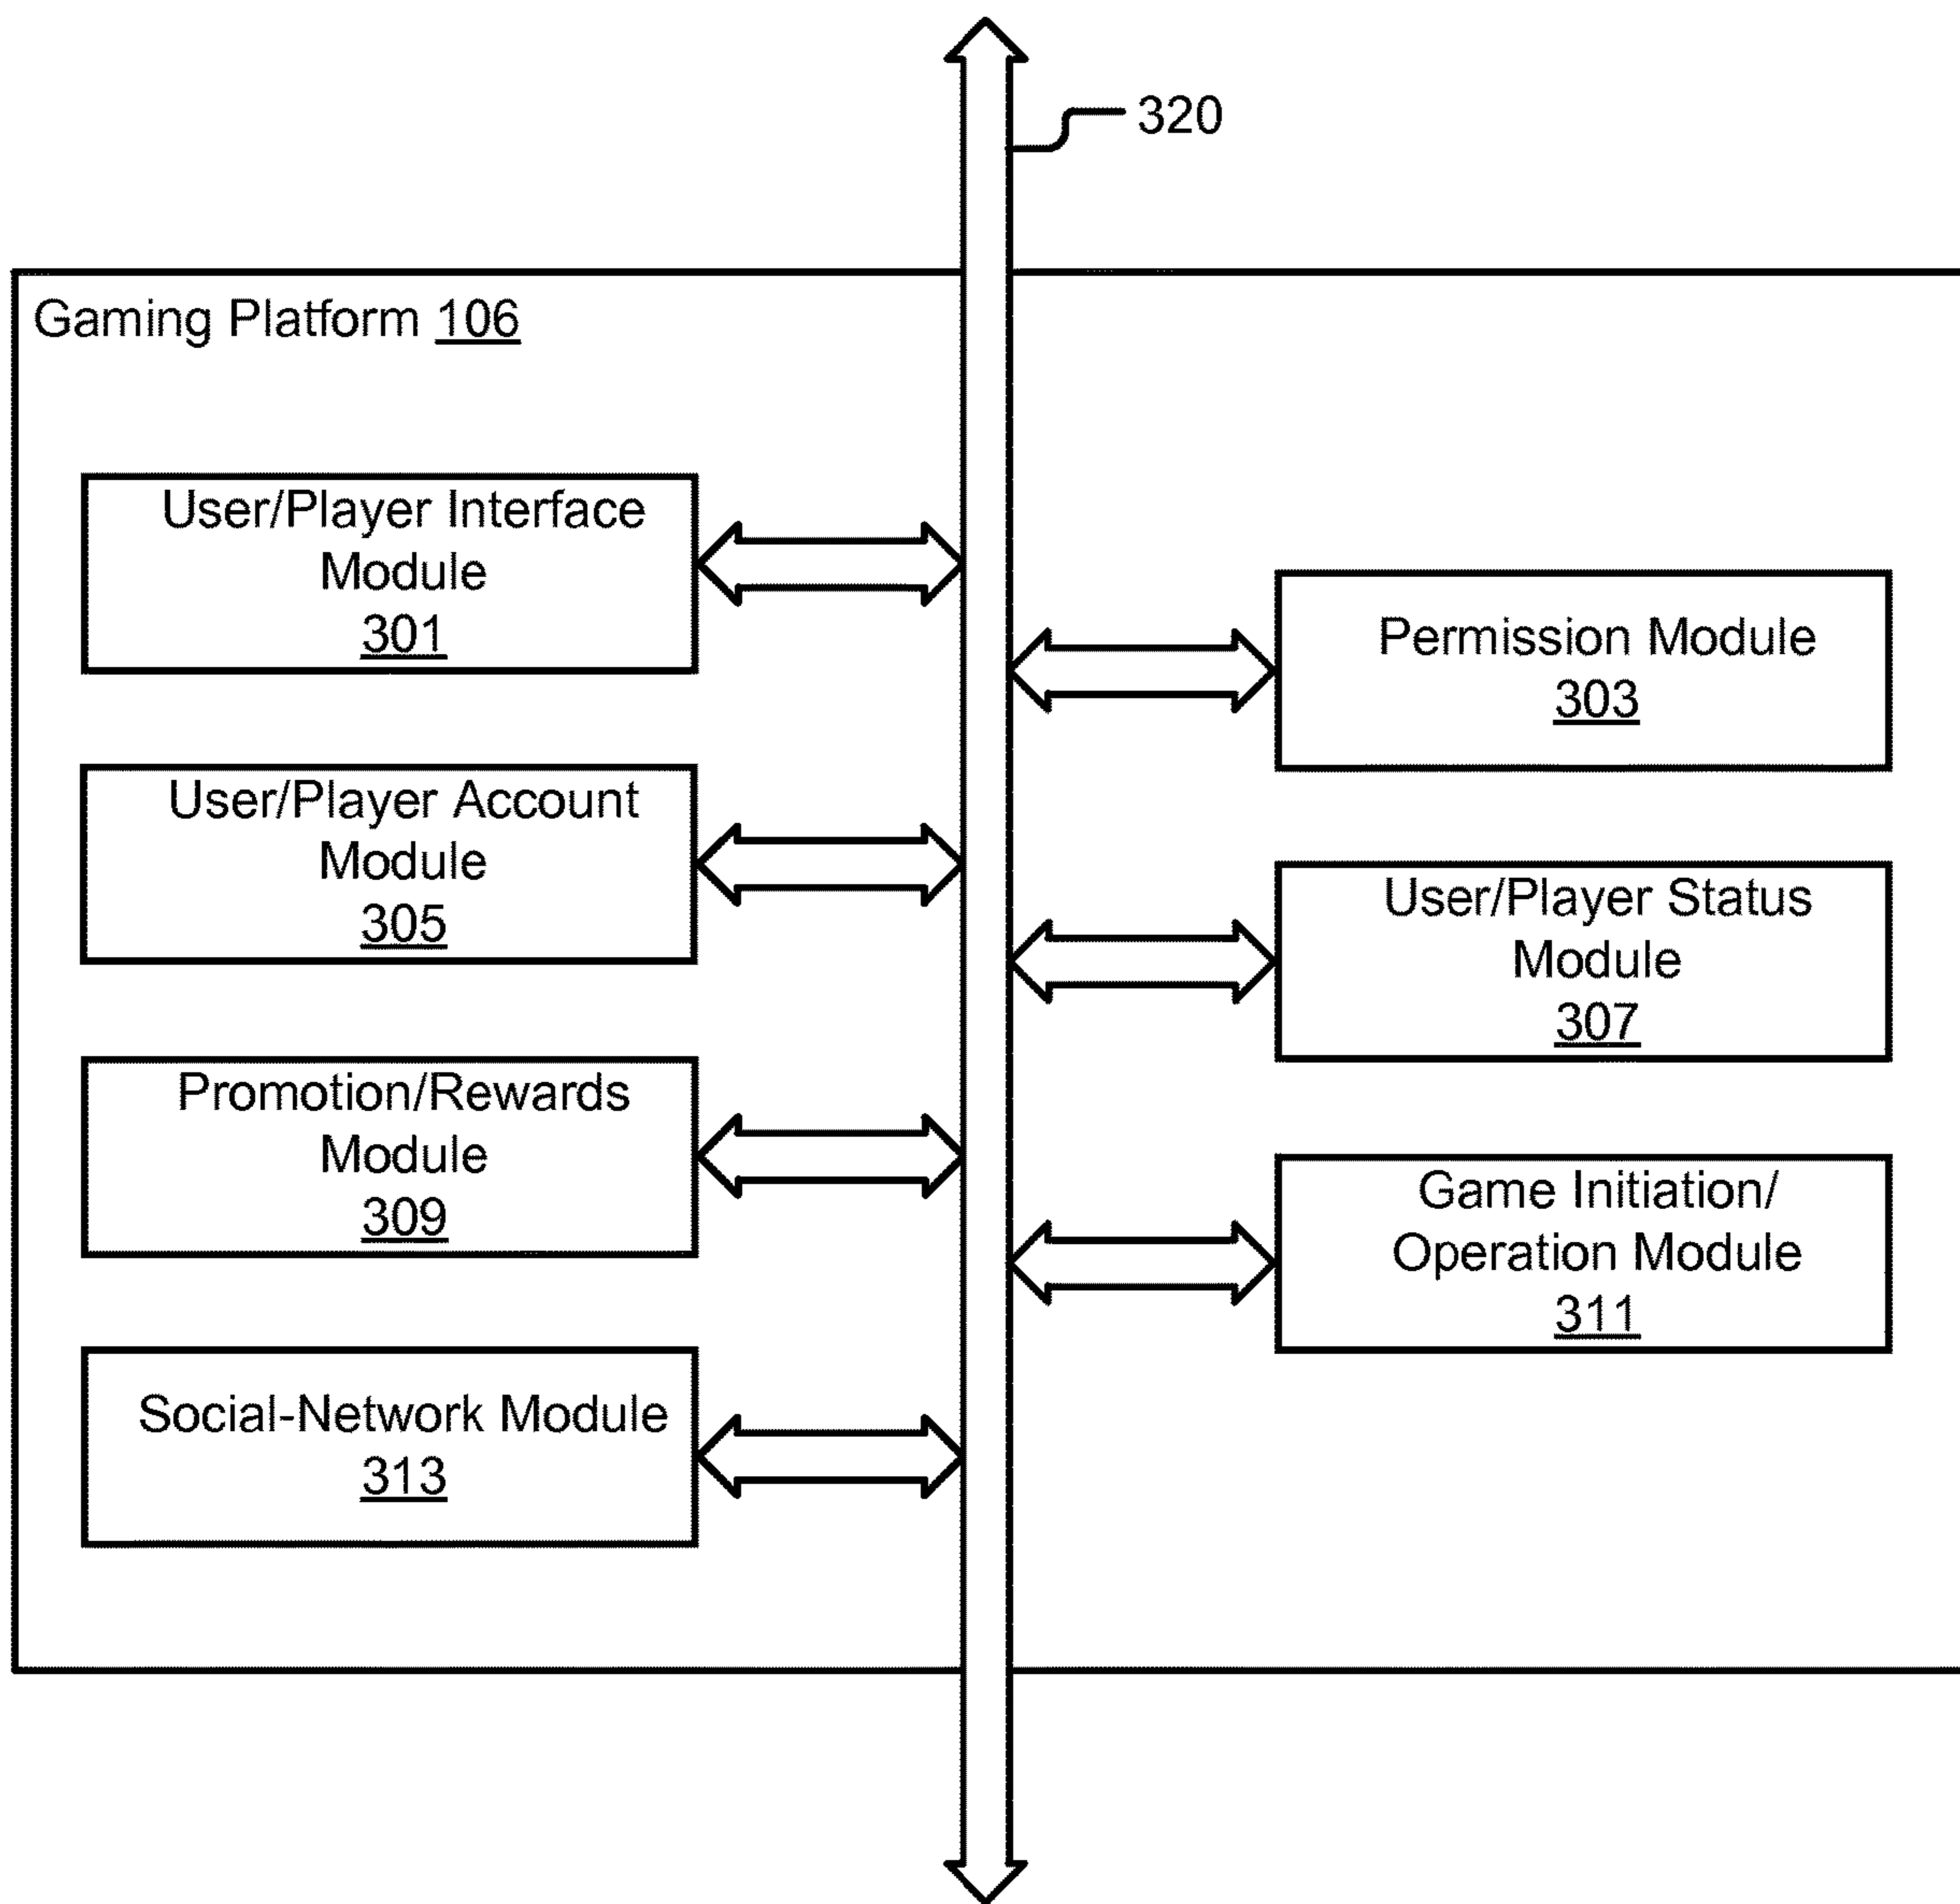 320
Gaming Platform 106
User/Player Interface
Module
301
Permission Module
303
User/Player Account
Module
305
User/Player Status
Module
307
Promotion/Rewards
Module
309
Game Initiation/
Operation Module
311
Social-Network Module
313